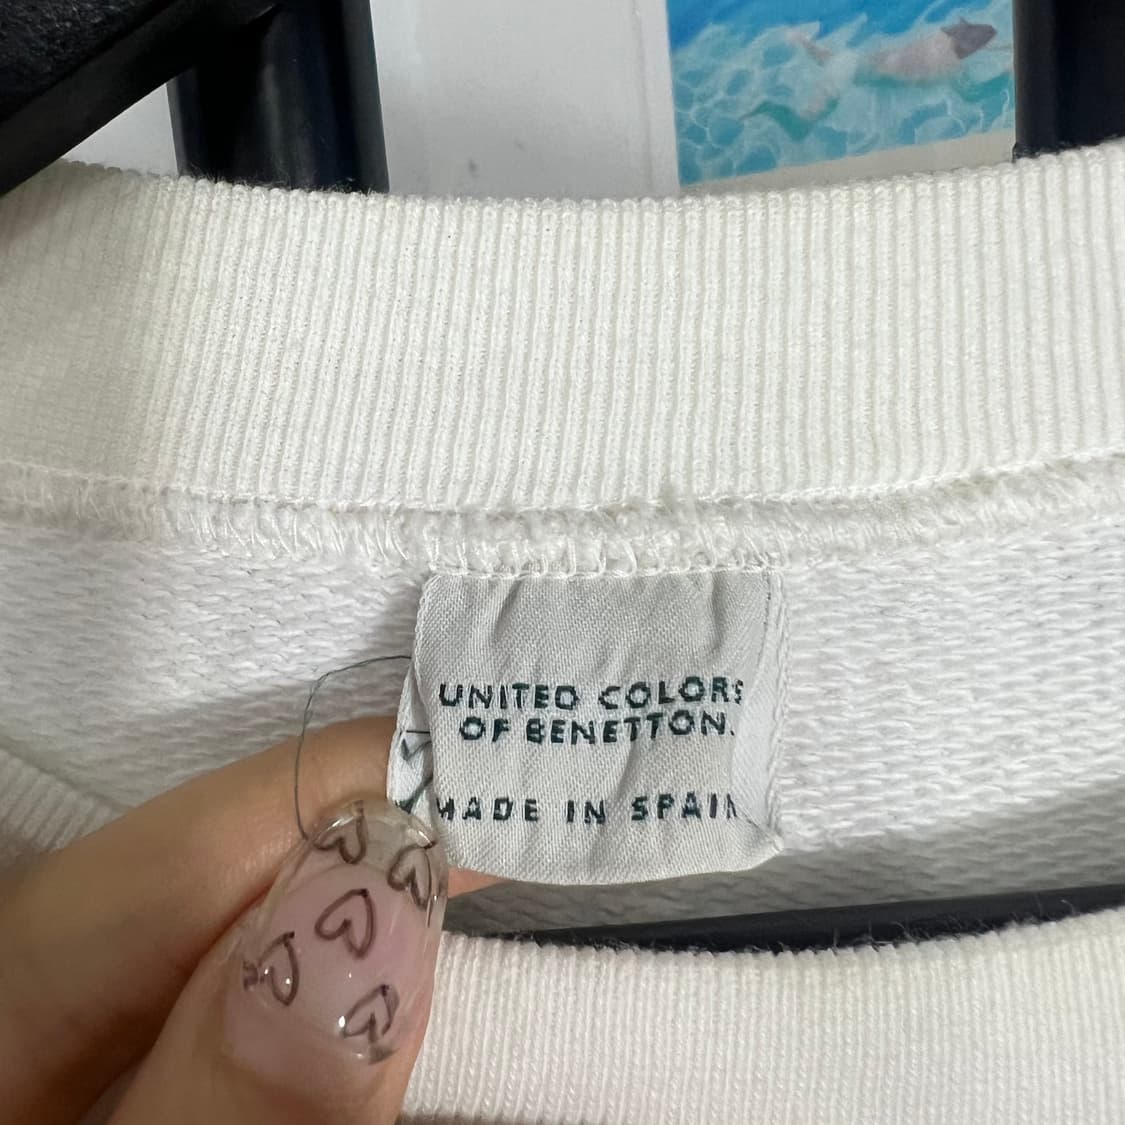 UNITED COLORS
OF BENETTON.
MADE IN SPAIN